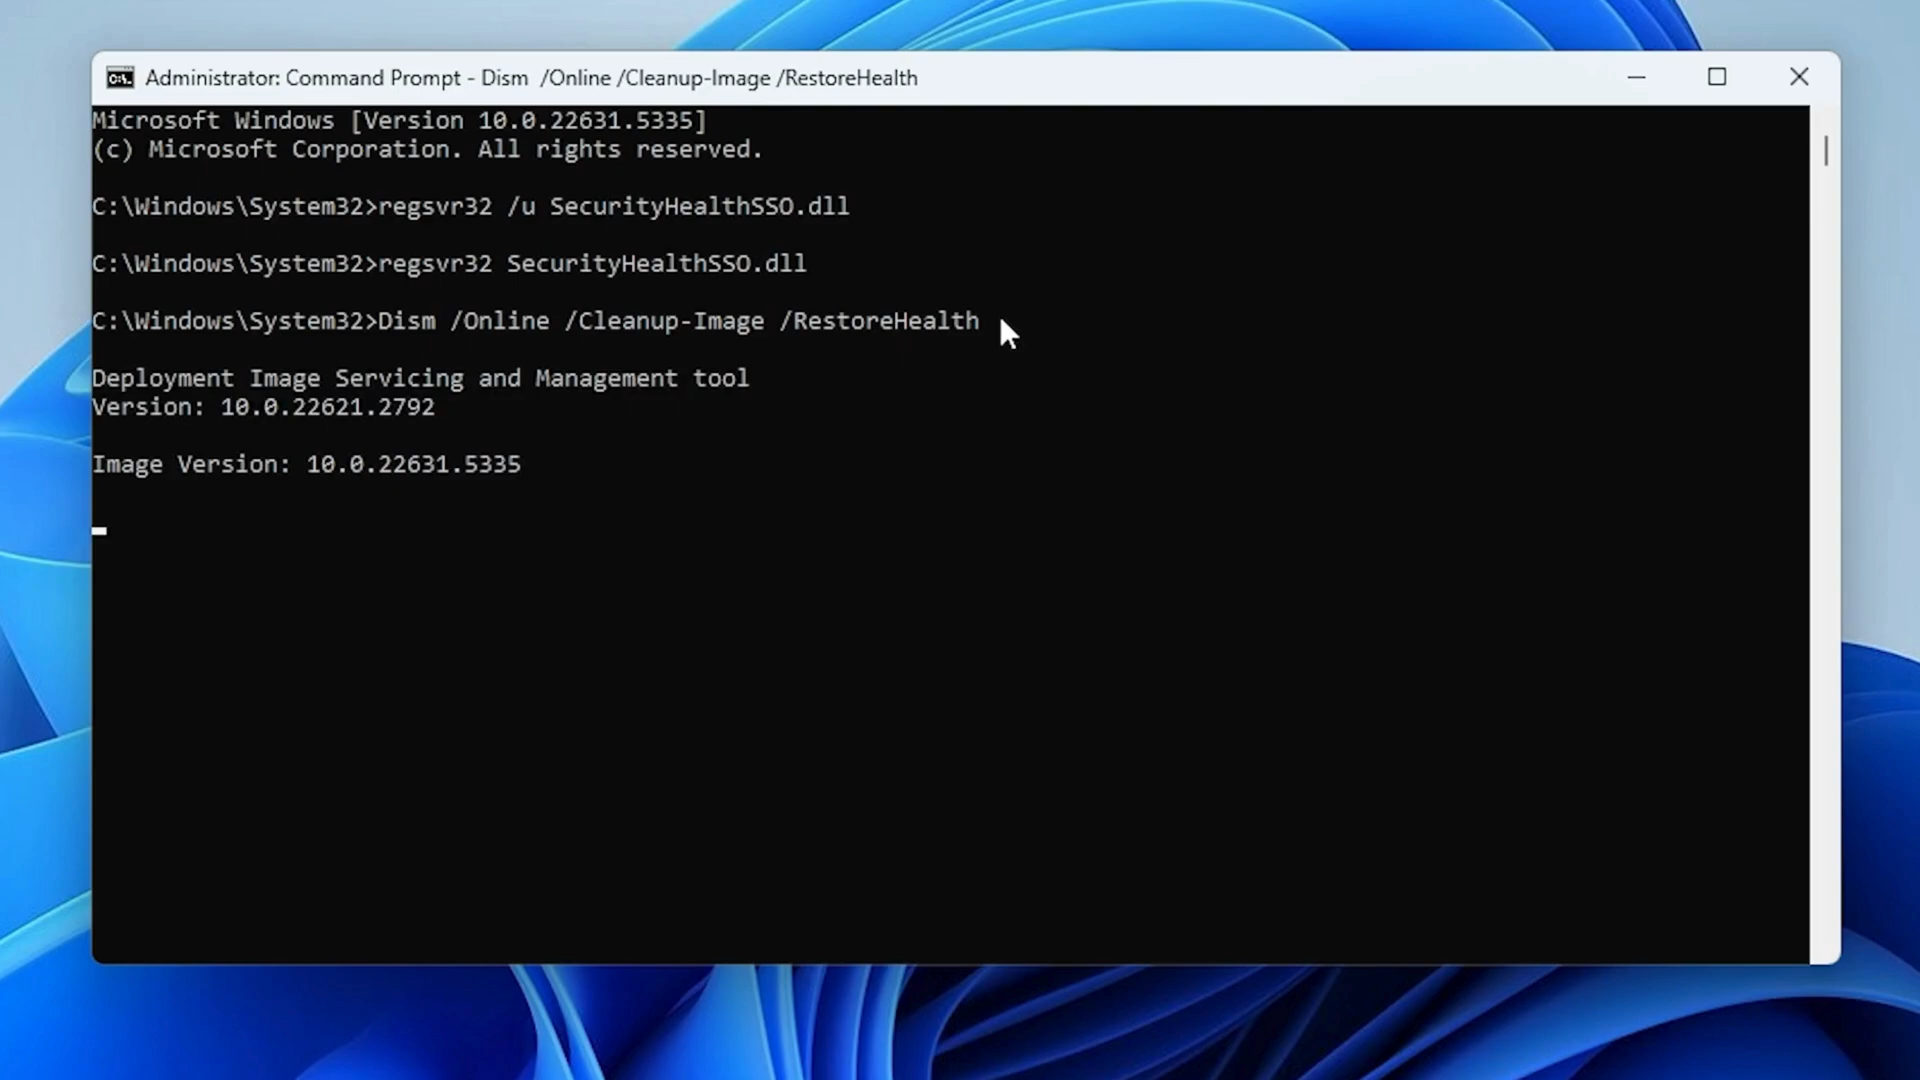 Administrator: Command Prompt - Dism  /Online /Cleanup-Image /RestoreHealth
Microsoft Windows [Version 10.0.22631.5335]
(c) Microsoft Corporation. All rights reserved.
C:\Windows\System32>regsvr32 /u SecurityHealthSSO.dll
C:\Windows\System32>regsvr32 SecurityHealthSSO.dll
C:\Windows\System32>Dism /Online /Cleanup-Image /RestoreHealth
Deployment Image Servicing and Management tool
Version: 10.0.22621.2792
Image Version: 10.0.22631.5335